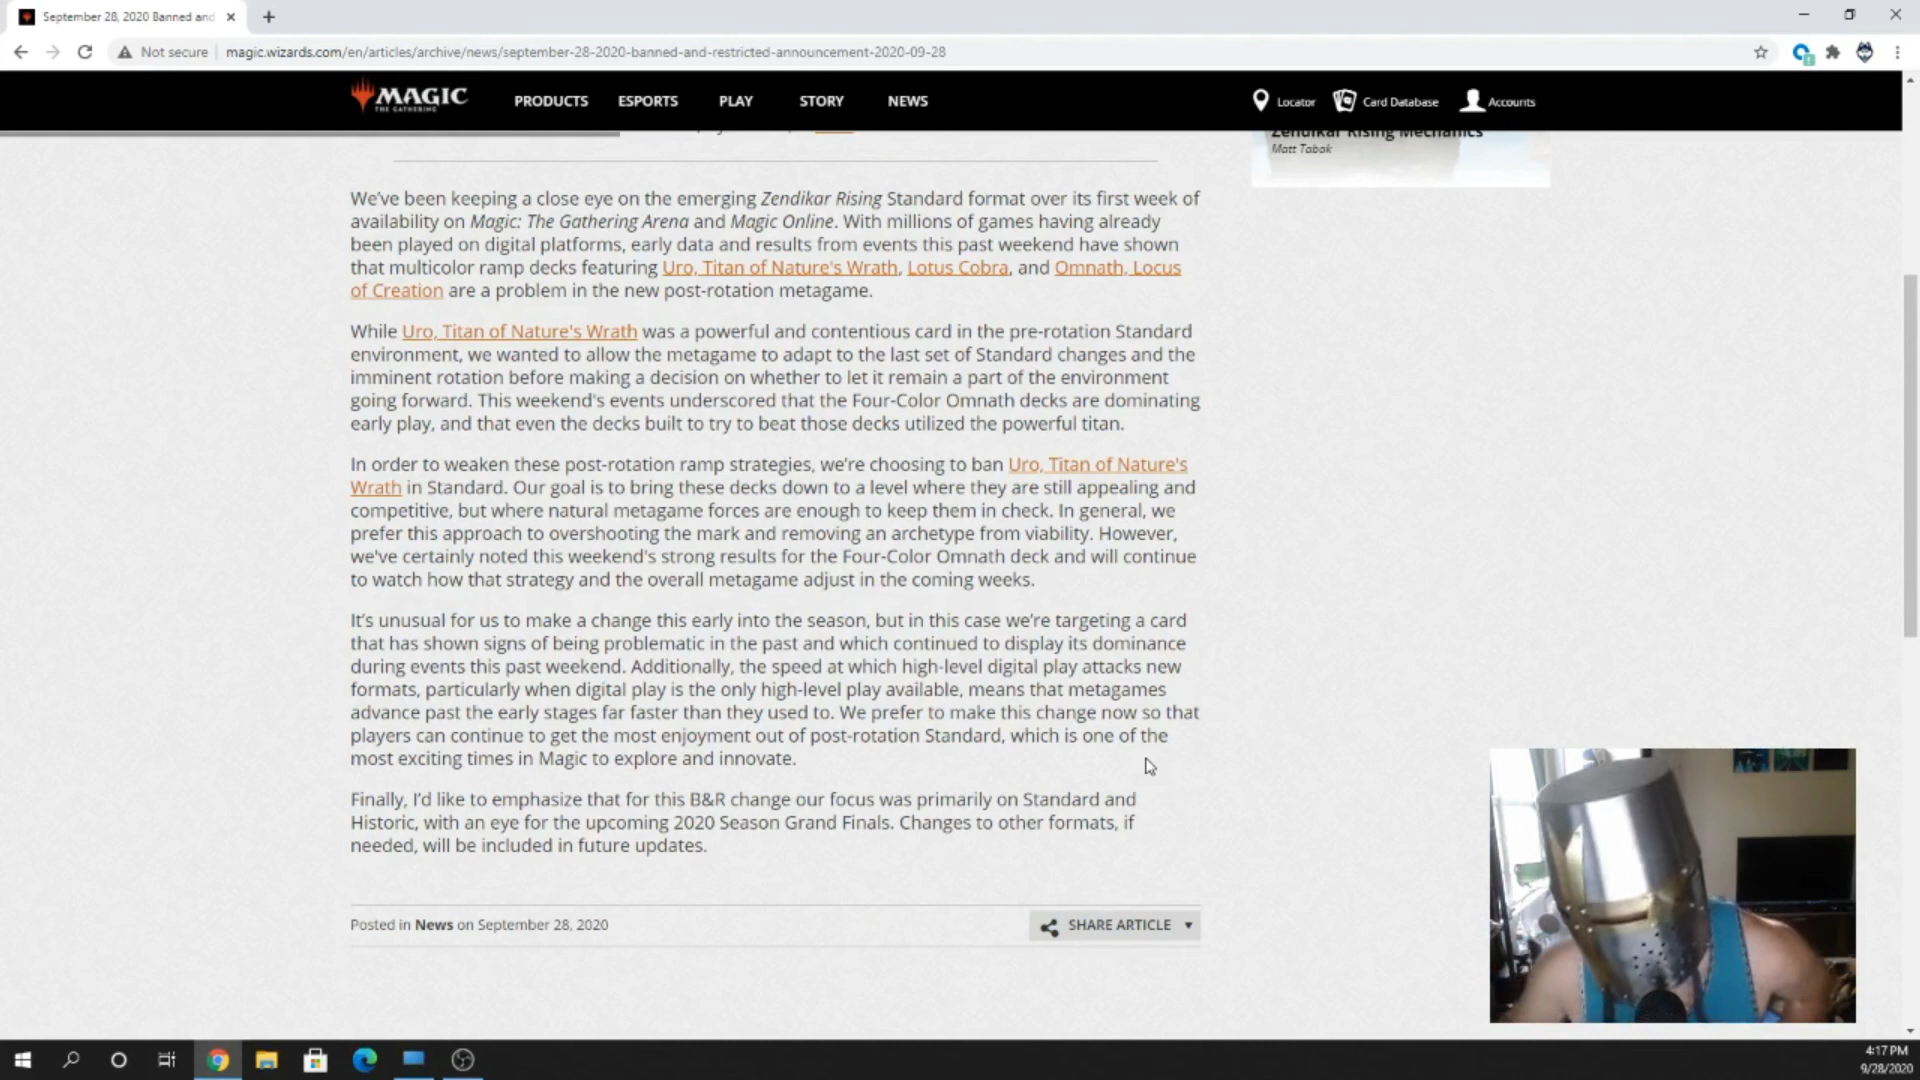 September 28, 2020 Banned and
Not secure
magic.wizards.com/en/articles/archive/news/september-28-2020-banned-and-restricted-announcement-2020-09-28
MAGIC
THE GATHERING
PRODUCTS
ESPORTS
PLAY
STORY
NEWS
Locator
Card Database
Accounts
Zendikar Rising Mechanics
Matt Tabak
We've been keeping a close eye on the emerging Zendikar Rising Standard format over its first week of
availability on Magic: The Gathering Arena and Magic Online. With millions of games having already
been played on digital platforms, early data and results from events this past weekend have shown
that multicolor ramp decks featuring Uro, Titan of Nature's Wrath, Lotus Cobra, and Omnath, Locus
of Creation are a problem in the new post-rotation metagame.
While Uro, Titan of Nature's Wrath was a powerful and contentious card in the pre-rotation Standard
environment, we wanted to allow the metagame to adapt to the last set of Standard changes and the
imminent rotation before making a decision on whether to let it remain a part of the environment
going forward. This weekend's events underscored that the Four-Color Omnath decks are dominating
early play, and that even the decks built to try to beat those decks utilized the powerful titan.
In order to weaken these post-rotation ramp strategies, we're choosing to ban Uro, Titan of Nature's
Wrath in Standard. Our goal is to bring these decks down to a level where they are still appealing and
competitive, but where natural metagame forces are enough to keep them in check. In general, we
prefer this approach to overshooting the mark and removing an archetype from viability. However,
we've certainly noted this weekend's strong results for the Four-Color Omnath deck and will continue
to watch how that strategy and the overall metagame adjust in the coming weeks.
It's unusual for us to make a change this early into the season, but in this case we're targeting a card
that has shown signs of being problematic in the past and which continued to display its dominance
during events this past weekend. Additionally, the speed at which high-level digital play attacks new
formats, particularly when digital play is the only high-level play available, means that metagames
advance past the early stages far faster than they used to. We prefer to make this change now so that
players can continue to get the most enjoyment out of post-rotation Standard, which is one of the
most exciting times in Magic to explore and innovate.
Finally, I'd like to emphasize that for this B&R change our focus was primarily on Standard and
Historic, with an eye for the upcoming 2020 Season Grand Finals. Changes to other formats, if
needed, will be included in future updates.
Posted in News on September 28, 2020
SHARE ARTICLE
4:17 PM
9/28/2020